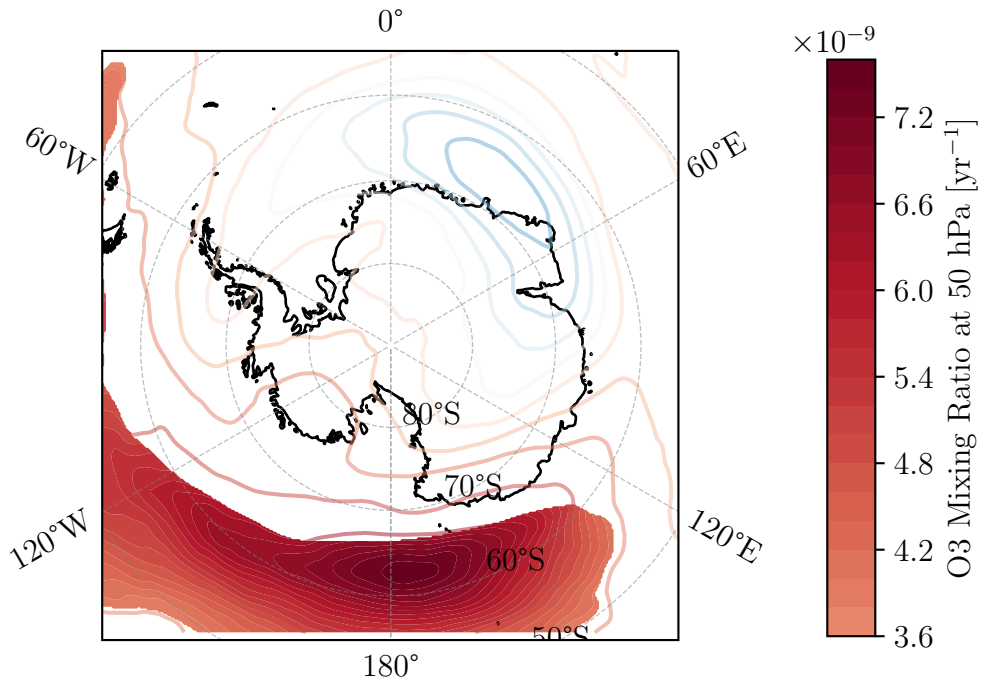 0°
×10⁻⁹
60°W
60°E
7.2
6.6
6.0
5.4
4.8
4.2
3.6
O3 Mixing Ratio at 50 hPa [yr⁻¹]
80°S
70°S
60°S
50°S
120°W
120°E
180°